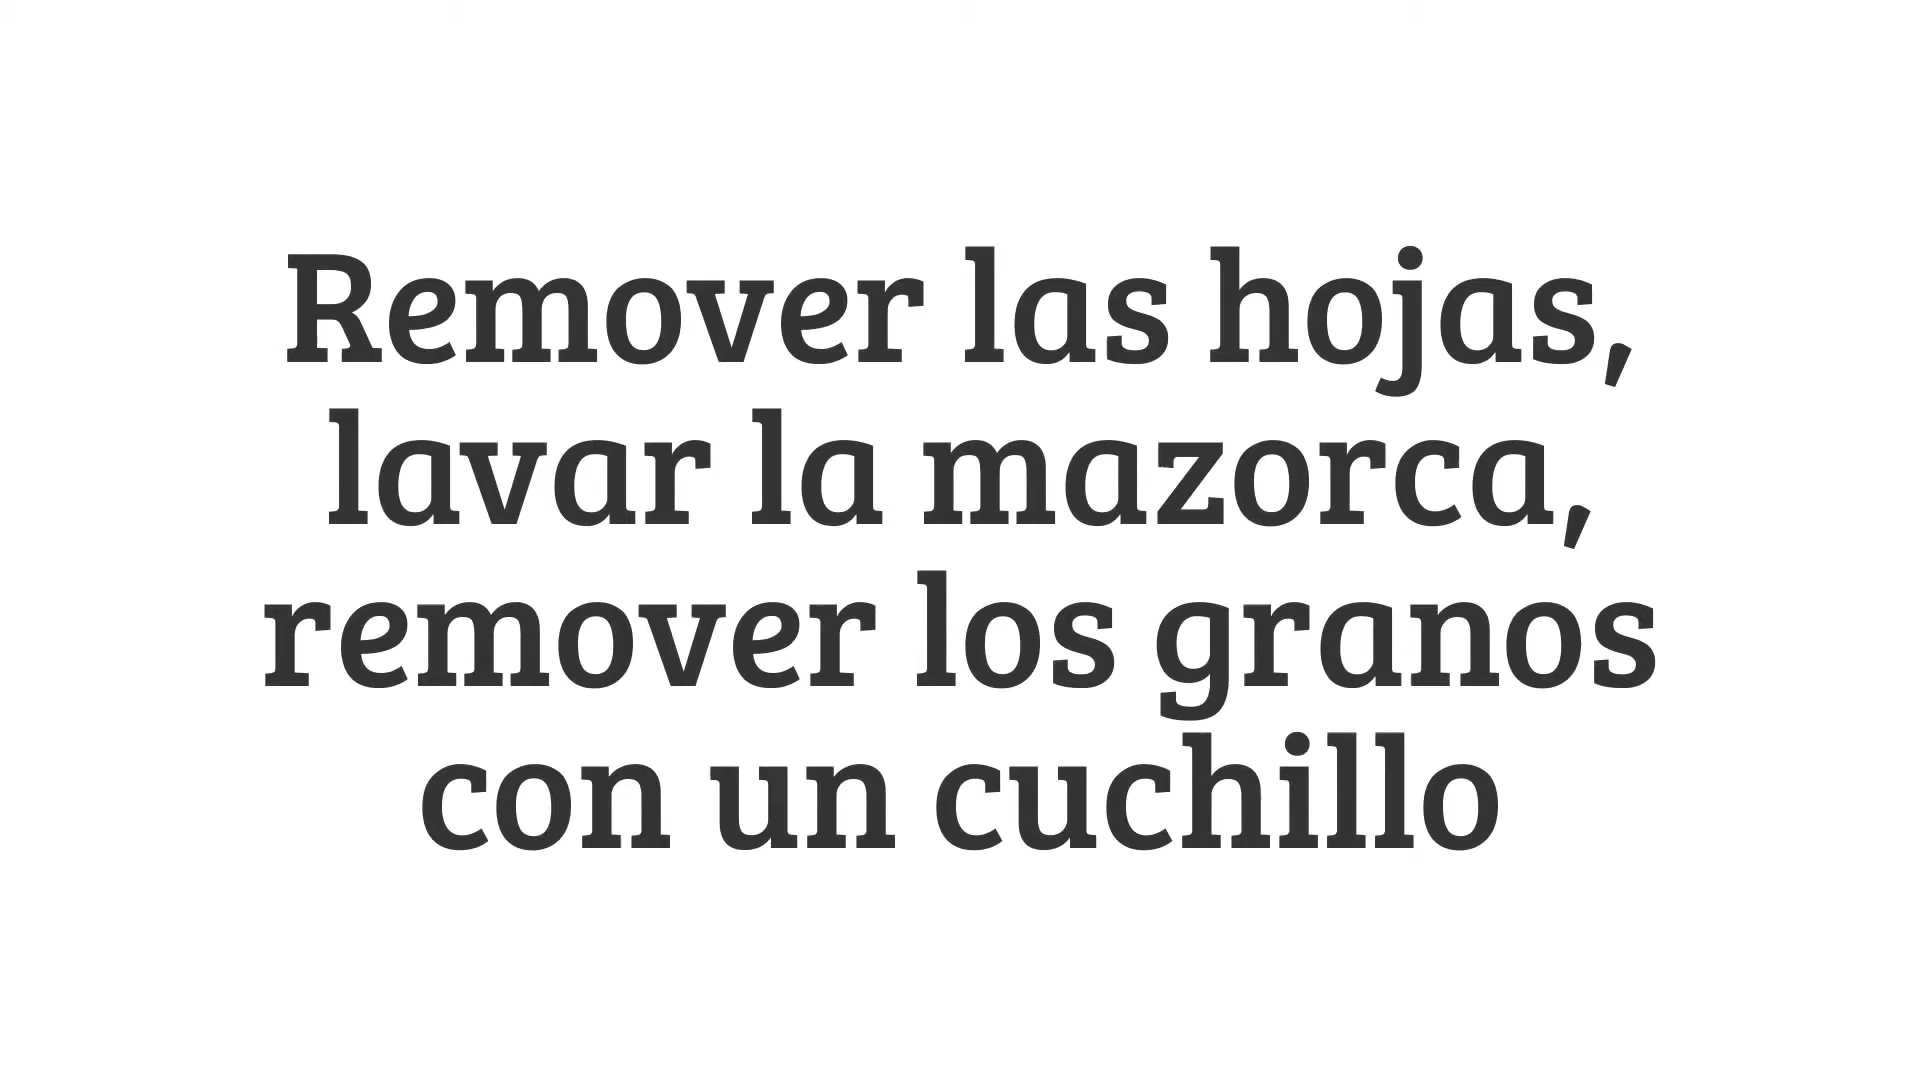 Remover las hojas,
lavar la mazorca,
remover los granos
con un cuchillo